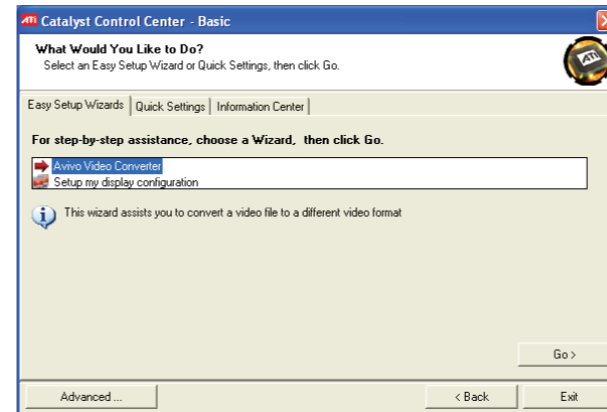 ATI Catalyst Control Center - Basic
What Would You Like to Do?
Select an Easy Setup Wizard or Quick Settings, then click Go.
ATI
Easy Setup Wizards Quick Settings Information Center
For step-by-step assistance, choose a Wizard, then click Go.
Avivo Video Converter
Setup my display configuration
This wizard assists you to convert a video file to a different video format
Go >
Advanced ... < Back Exit